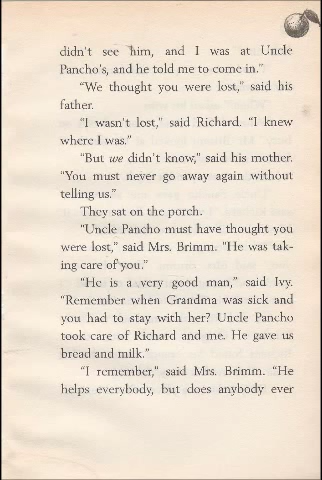 didn't see him, and I was at Uncle
Pancho's, and he told me to come in."
"We thought you were lost," said his
father.
"I wasn't lost," said Richard. "I knew
where I was."
"But we didn't know," said his mother.
"You must never go away again without
telling us."
They sat on the porch.
"Uncle Pancho must have thought you
were lost," said Mrs. Brimm. "He was tak-
ing care of you."
"He is a very good man," said Ivy.
"Remember when Grandma was sick and
you had to stay with her? Uncle Pancho
took care of Richard and me. He gave us
bread and milk."
"I remember," said Mrs. Brimm. "He
helps everybody, but does anybody ever